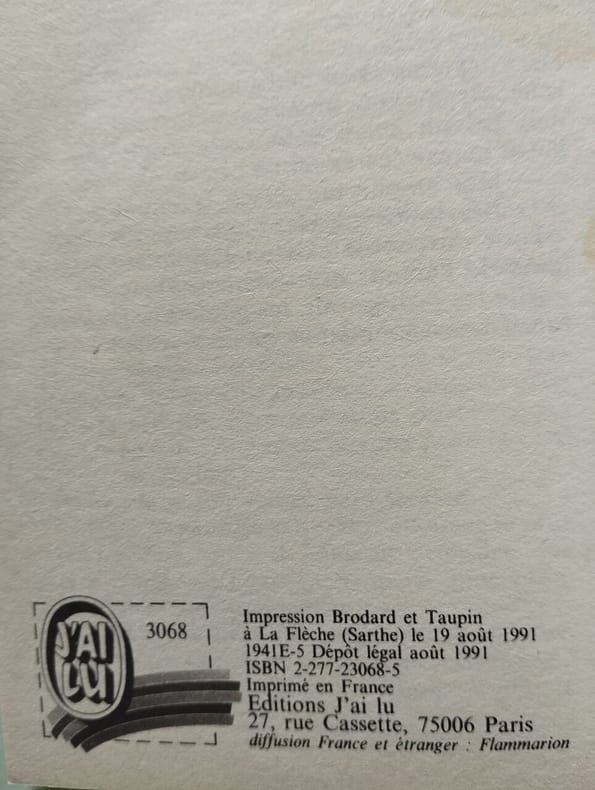 J'AI
LU
3068
Impression Brodard et Taupin
à La Flèche (Sarthe) le 19 août 1991
1941E-5 Dépôt légal août 1991
ISBN 2-277-23068-5
Imprimé en France
Editions J'ai lu
27, rue Cassette, 75006 Paris
diffusion France et étranger : Flammarion